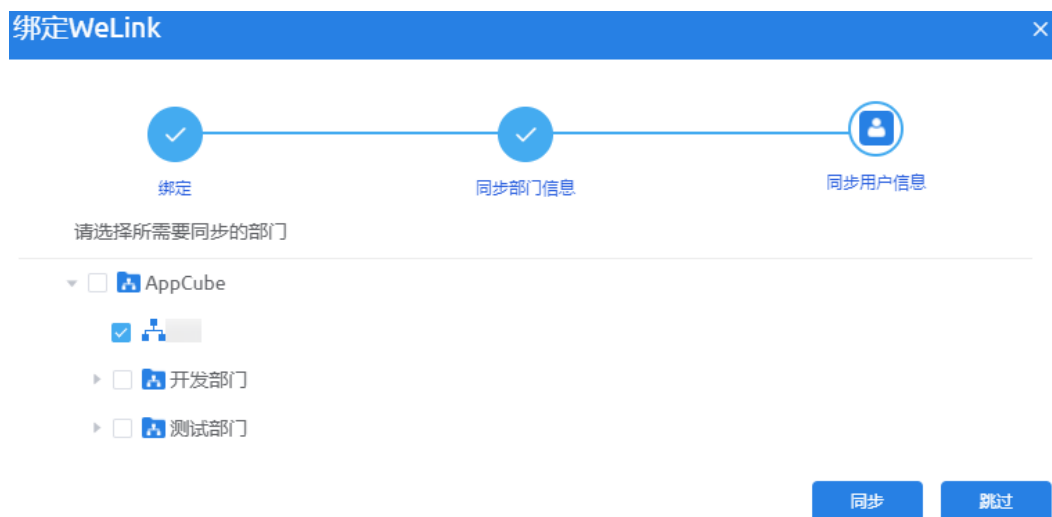 绑定WeLink
绑定
同步部门信息
同步用户信息
请选择所需要同步的部门
AppCube
开发部门
测试部门
同步
跳过